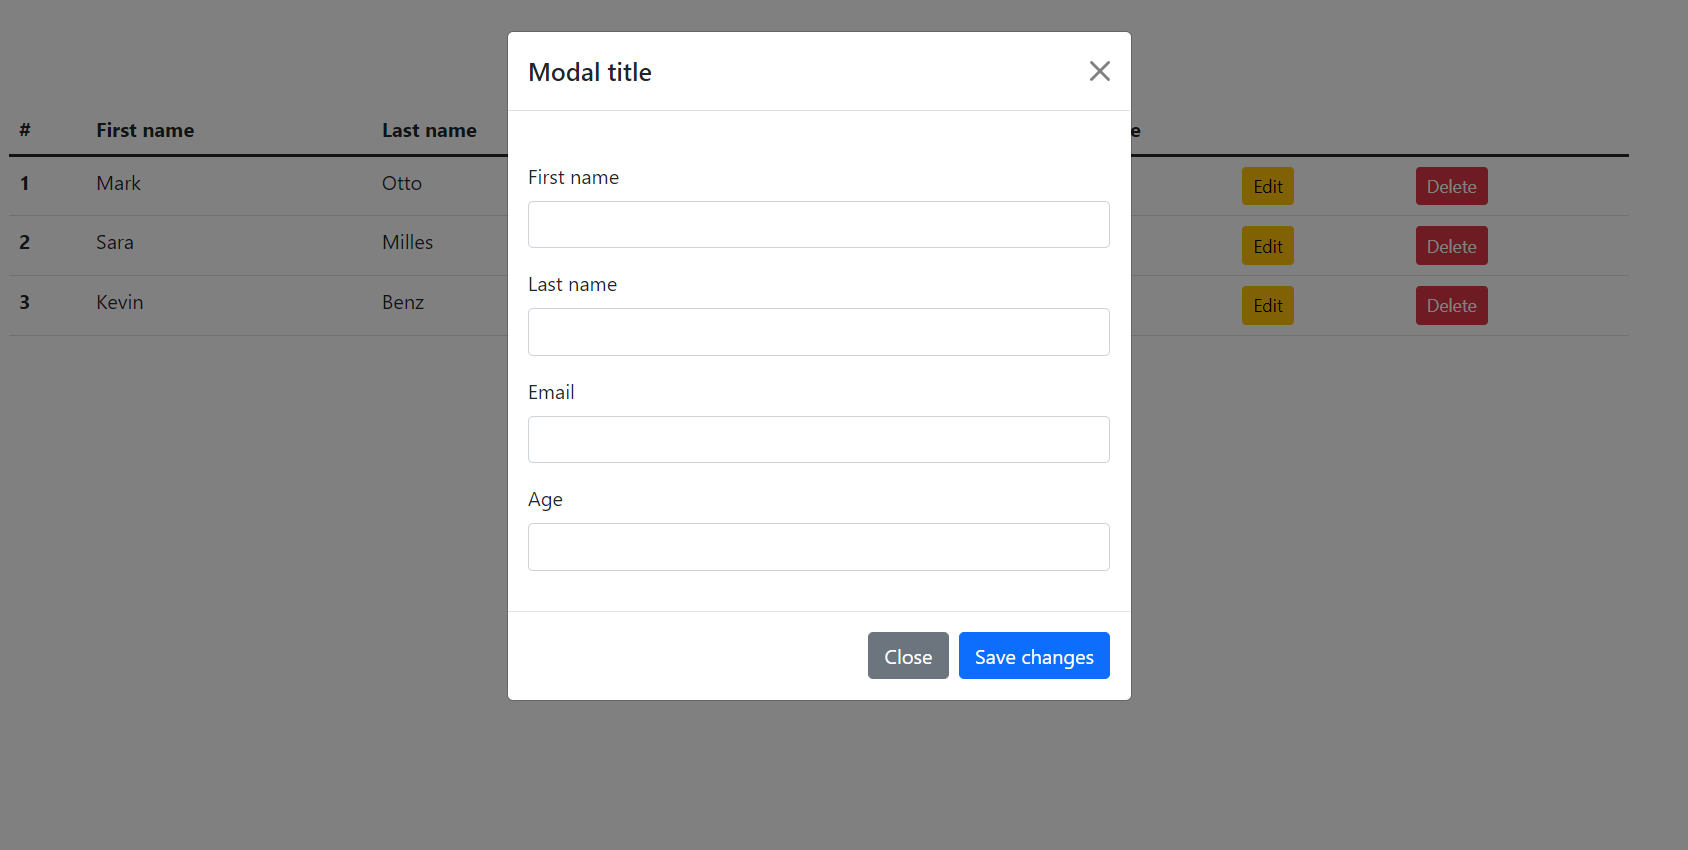 Modal title
# First name Last name e
1 Mark Otto Edit Delete
2 Sara Milles Edit Delete
3 Kevin Benz Edit Delete
First name
Last name
Email
Age
Close Save changes